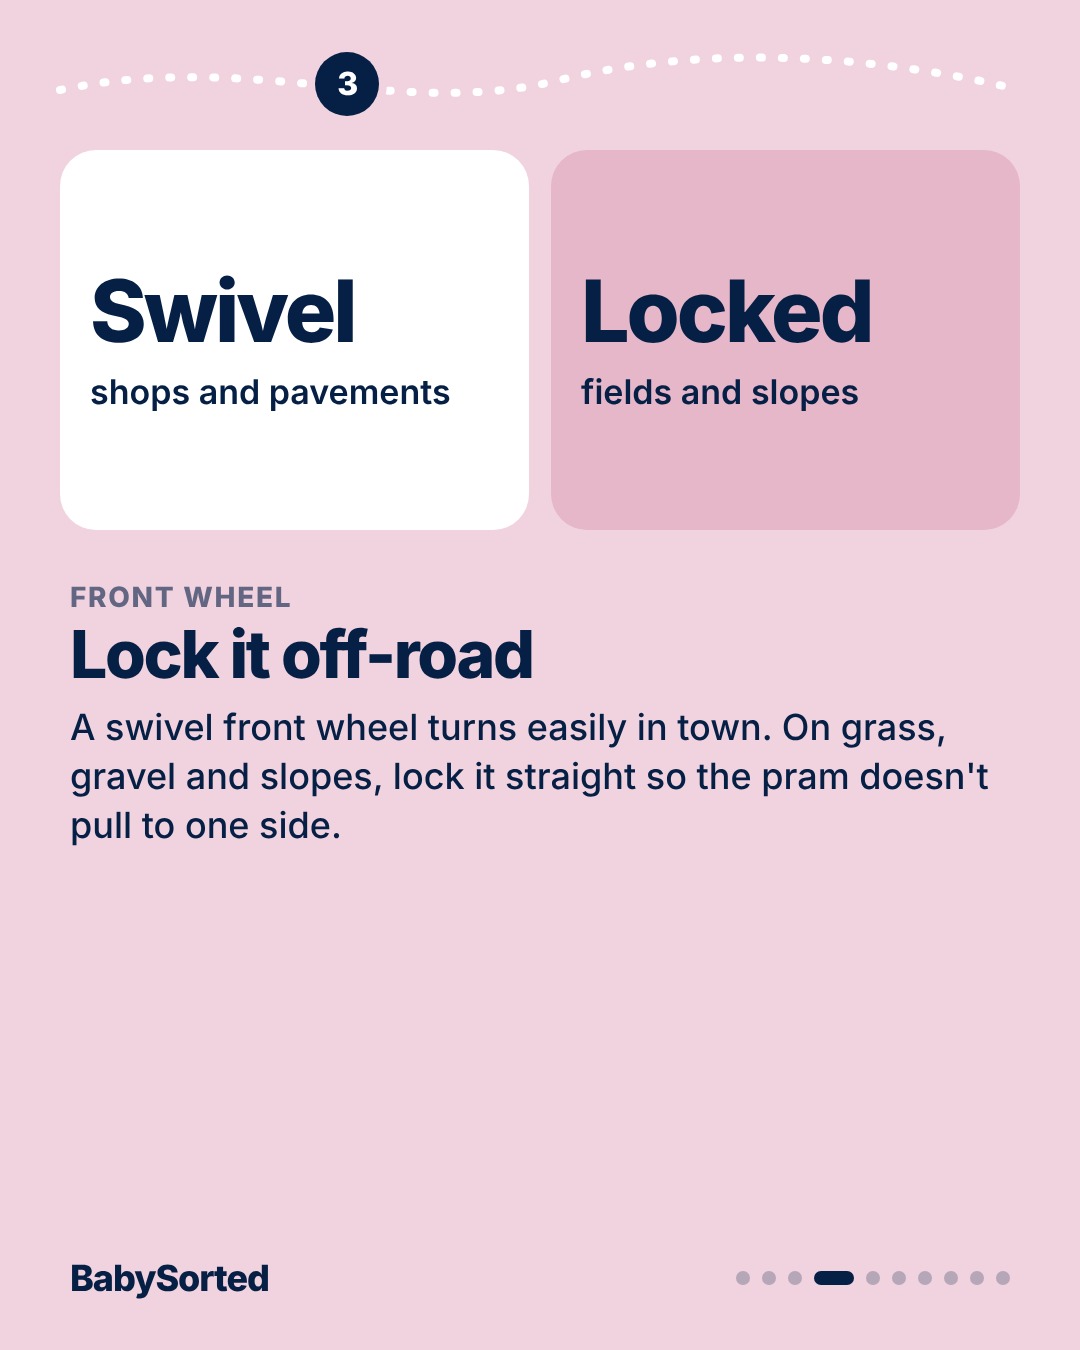 3
Swivel
shops and pavements
Locked
fields and slopes
FRONT WHEEL
Lock it off-road
A swivel front wheel turns easily in town. On grass,
gravel and slopes, lock it straight so the pram doesn't
pull to one side.
BabySorted